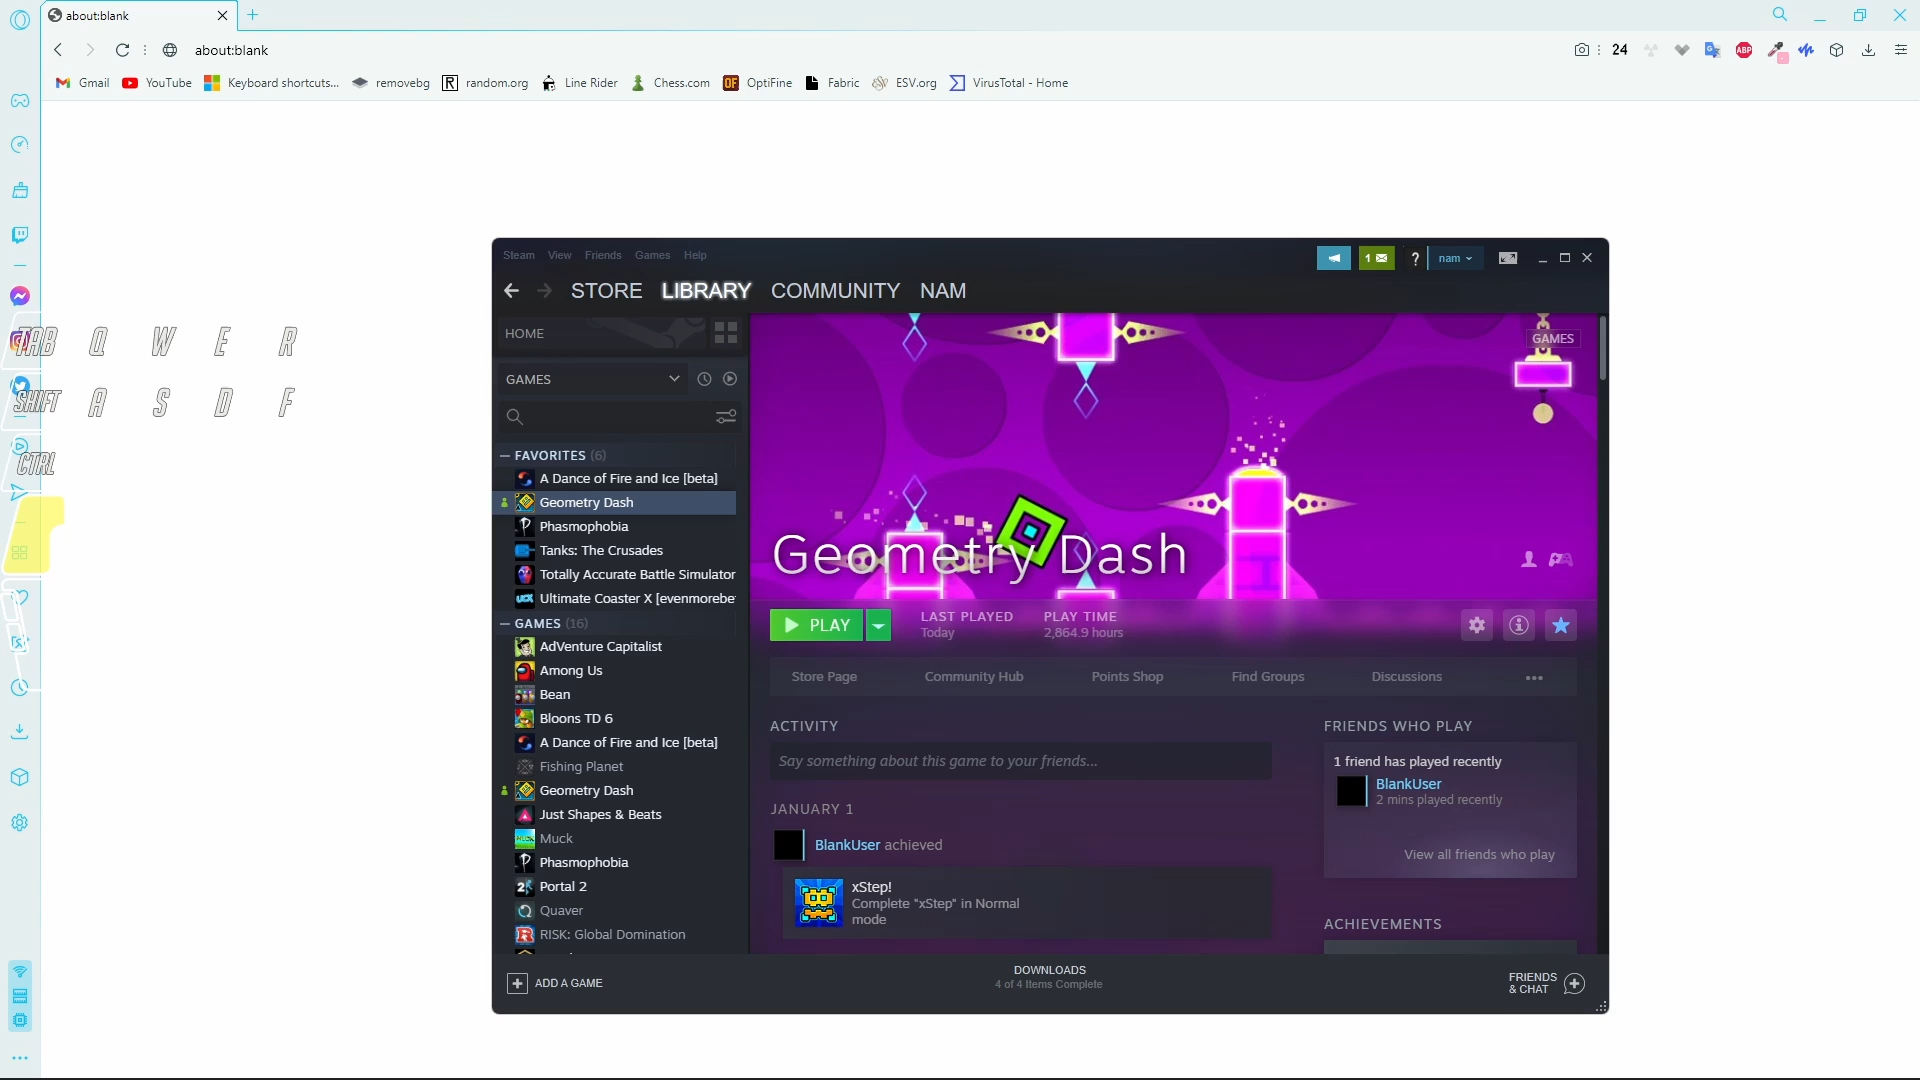 about:blank
about:blank
24
ABP
Gmail
YouTube
Keyboard shortcuts...
removebg
R
random.org
Line Rider
Chess.com
OF
OptiFine
Fabric
ESV.org
VirusTotal - Home
TAB Q W E R
SHIFT A S D F
CTRL
Steam View Friends Games Help
1
?
nam
STORE LIBRARY COMMUNITY NAM
HOME
GAMES
FAVORITES (6)
A Dance of Fire and Ice [beta]
Geometry Dash
Phasmophobia
Tanks: The Crusades
Totally Accurate Battle Simulator
UCX
Ultimate Coaster X [evenmorebe
GAMES (16)
AdVenture Capitalist
Among Us
Bean
Bloons TD 6
A Dance of Fire and Ice [beta]
Fishing Planet
Geometry Dash
Just Shapes & Beats
MUCK
Muck
Phasmophobia
2
Portal 2
Quaver
R
RISK: Global Domination
ADD A GAME
GAMES
Geometry Dash
PLAY
LAST PLAYED
Today
PLAY TIME
2,864.9 hours
Store Page
Community Hub
Points Shop
Find Groups
Discussions
ACTIVITY
Say something about this game to your friends...
JANUARY 1
BlankUser achieved
xStep!
Complete "xStep" in Normal
mode
FRIENDS WHO PLAY
1 friend has played recently
BlankUser
2 mins played recently
View all friends who play
ACHIEVEMENTS
DOWNLOADS
4 of 4 Items Complete
FRIENDS
& CHAT